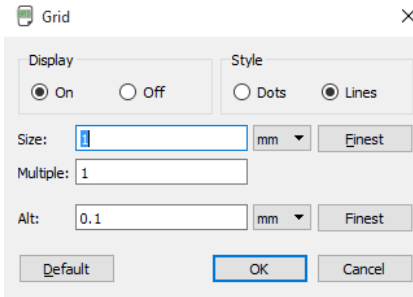 Grid
Display
On Off
Style
Dots Lines
Size: 1 mm Finest
Multiple: 1
Alt: 0.1 mm Finest
Default OK Cancel